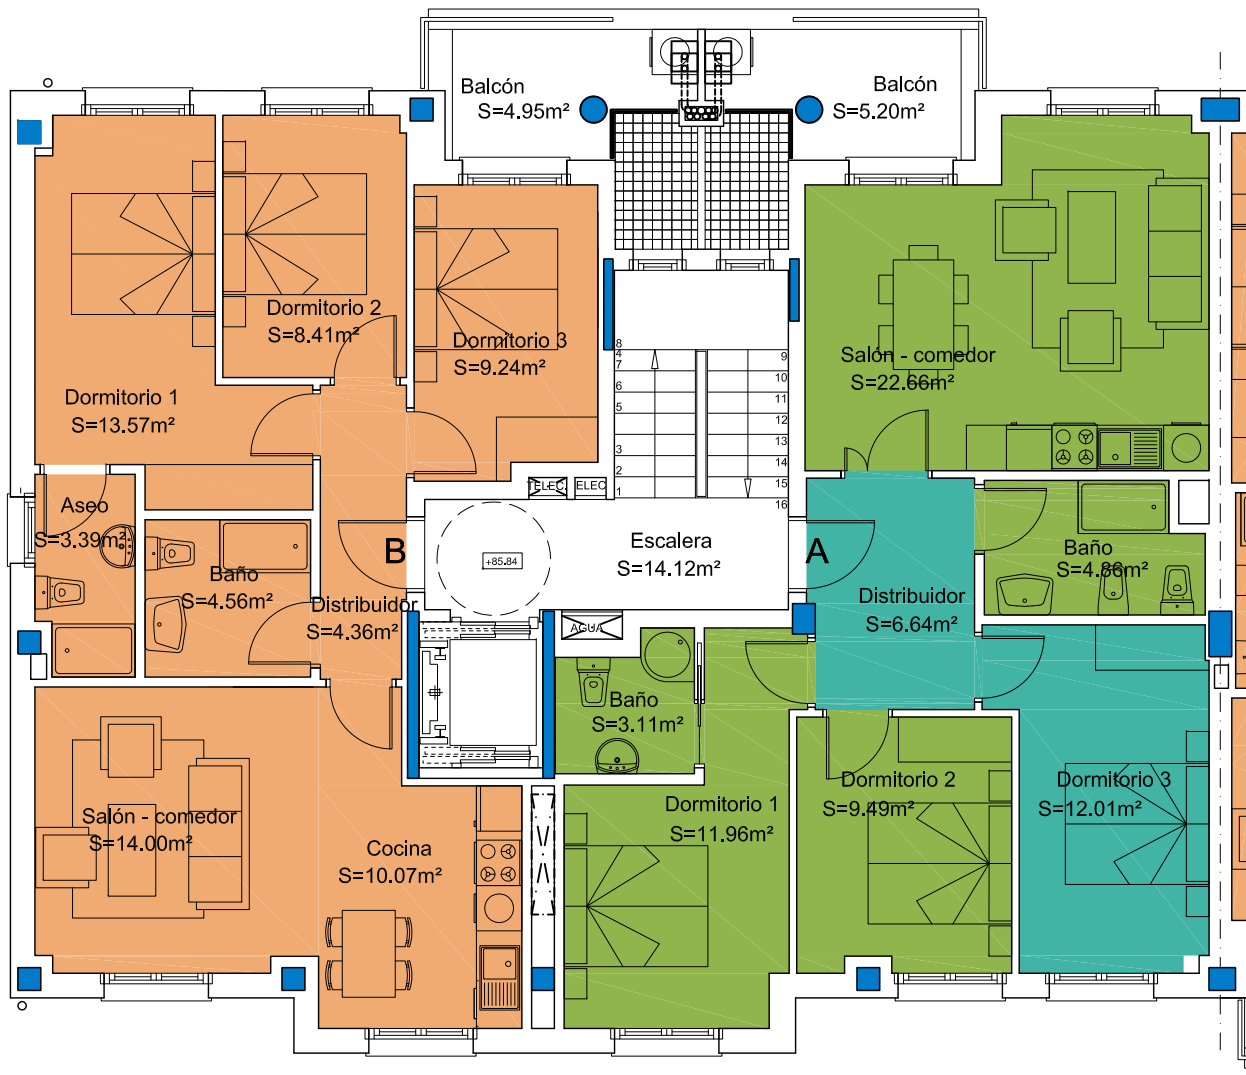 Balcón
S=4.95m²
Balcón
S=5.20m²
Dormitorio 2
S=8.41m²
Dormitorio 3
S=9.24m²
Dormitorio 1
S=13.57m²
Salón - comedor
S=22.66m²
8
4
7
6
5
3
2
1
9
10
11
12
13
14
15
16
TELEC.
ELEC
Aseo
S=3.39m²
Baño
S=4.56m²
Distribuidor
S=4.36m²
B
+85.84
Escalera
S=14.12m²
A
Baño
S=4.86m²
Distribuidor
S=6.64m²
AGUA
Baño
S=3.11m²
Salón - comedor
S=14.00m²
Cocina
S=10.07m²
Dormitorio 1
S=11.96m²
Dormitorio 2
S=9.49m²
Dormitorio 3
S=12.01m²